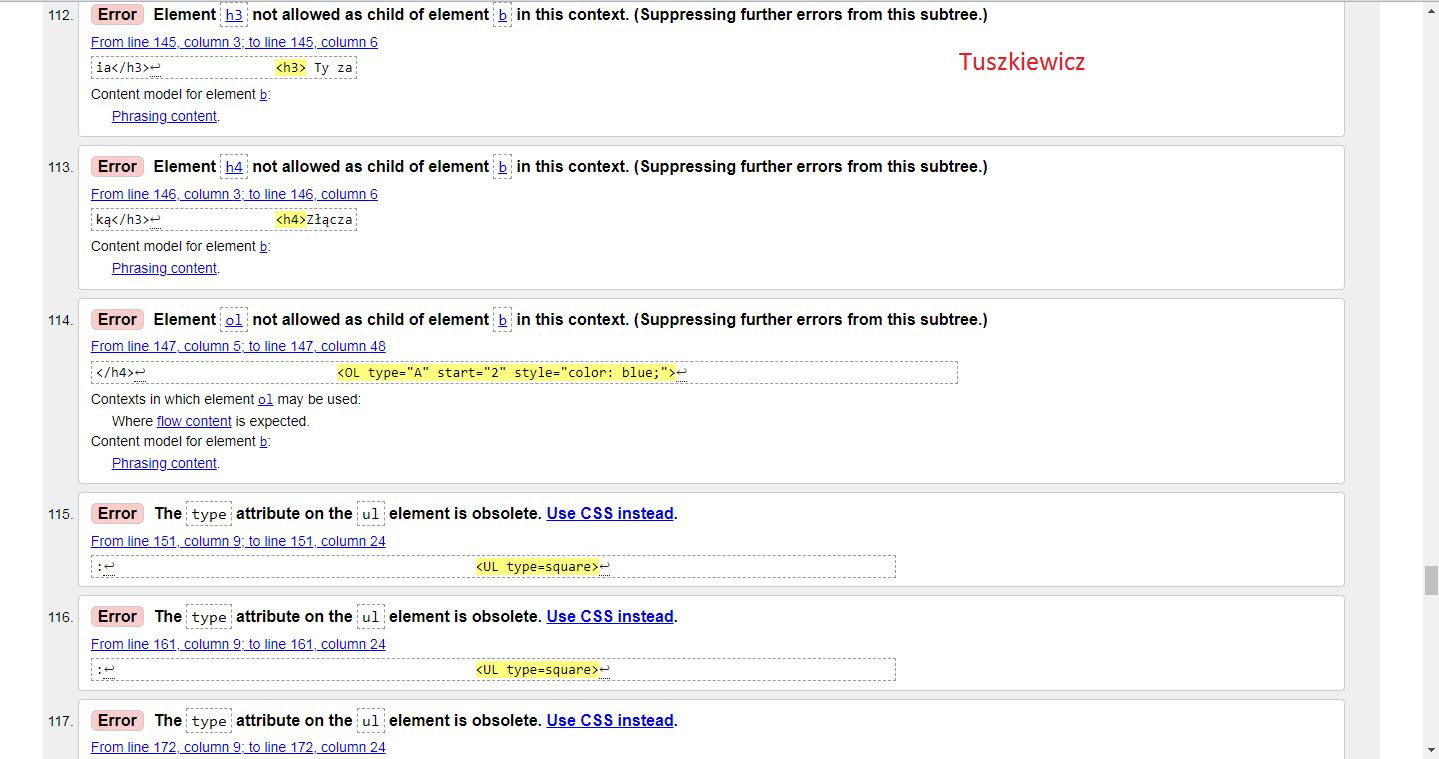 112. Error Element h3 not allowed as child of element b in this context. (Suppressing further errors from this subtree.)
From line 145, column 3; to line 145, column 6
Tuszkiewicz
ia</h3>↩ <h3> Ty za
Content model for element b:
Phrasing content.
113. Error Element h4 not allowed as child of element b in this context. (Suppressing further errors from this subtree.)
From line 146, column 3; to line 146, column 6
ką</h3>↩ <h4>Złącza
Content model for element b:
Phrasing content.
114. Error Element ol not allowed as child of element b in this context. (Suppressing further errors from this subtree.)
From line 147, column 5; to line 147, column 48
</h4>↩ <OL type="A" start="2" style="color: blue;">↩
Contexts in which element ol may be used:
Where flow content is expected.
Content model for element b:
Phrasing content.
115. Error The type attribute on the ul element is obsolete. Use CSS instead.
From line 151, column 9; to line 151, column 24
:↩ <UL type=square>↩
116. Error The type attribute on the ul element is obsolete. Use CSS instead.
From line 161, column 9; to line 161, column 24
:↩ <UL type=square>↩
117. Error The type attribute on the ul element is obsolete. Use CSS instead.
From line 172, column 9; to line 172, column 24